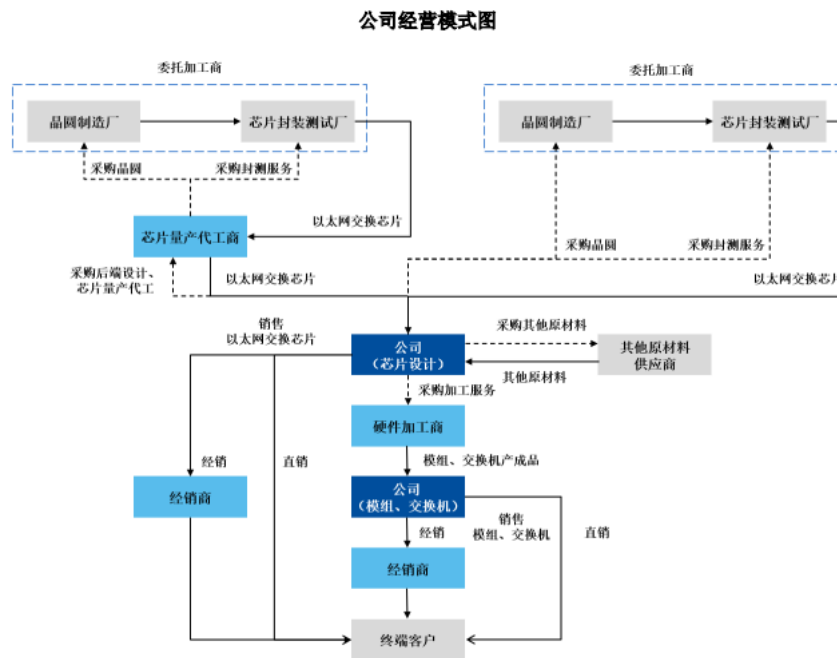 公司经营模式图
委托加工商
委托加工商
晶圆制造厂
芯片封装测试厂
晶圆制造厂
芯片封装测试厂
采购晶圆
采购封测服务
以太网交换芯片
芯片量产代工商
采购晶圆
采购封测服务
采购后端设计、
芯片量产代工
以太网交换芯片
以太网交换芯片
销售
以太网交换芯片
公司
（芯片设计）
采购其他原材料
其他原材料
其他原材料
供应商
采购加工服务
硬件加工商
模组、交换机产成品
经销
直销
经销商
公司
（模组、交换机）
经销
销售
模组、交换机
直销
经销商
终端客户